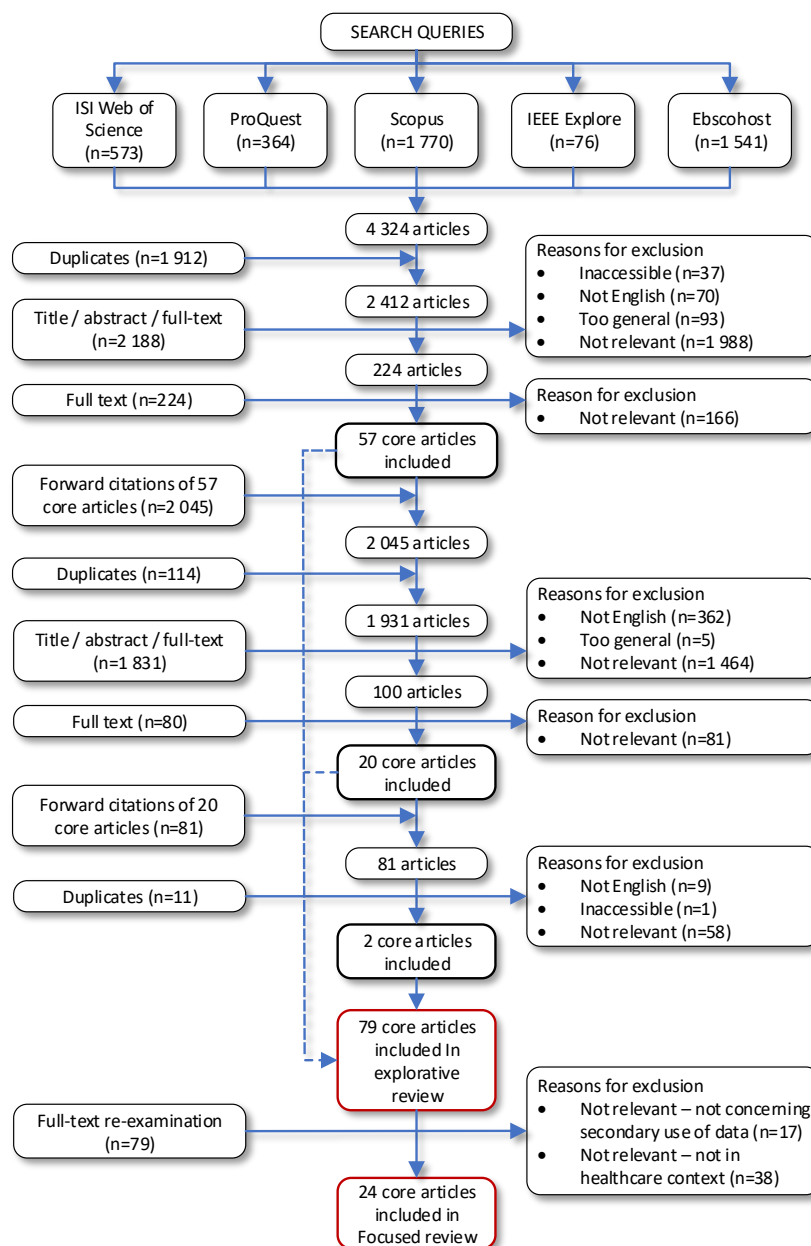 SEARCH QUERIES
ISI Web of
Science
(n=573)
ProQuest
(n=364)
Scopus
(n=1 770)
IEEE Explore
(n=76)
Ebscohost
(n=1 541)
4 324 articles
Duplicates (n=1 912)
Reasons for exclusion
• Inaccessible (n=37)
• Not English (n=70)
• Too general (n=93)
• Not relevant (n=1 988)
2 412 articles
Title / abstract / full-text
(n=2 188)
224 articles
Full text (n=224)
Reason for exclusion
• Not relevant (n=166)
57 core articles
included
Forward citations of 57
core articles (n=2 045)
2 045 articles
Duplicates (n=114)
Reasons for exclusion
• Not English (n=362)
• Too general (n=5)
• Not relevant (n=1 464)
1 931 articles
Title / abstract / full-text
(n=1 831)
100 articles
Full text (n=80)
Reason for exclusion
• Not relevant (n=81)
20 core articles
included
Forward citations of 20
core articles (n=81)
81 articles
Reasons for exclusion
• Not English (n=9)
• Inaccessible (n=1)
• Not relevant (n=58)
Duplicates (n=11)
2 core articles
included
79 core articles
included In
explorative
review
Full-text re-examination
(n=79)
Reasons for exclusion
• Not relevant – not concerning
secondary use of data (n=17)
• Not relevant – not in
healthcare context (n=38)
24 core articles
included in
Focused review